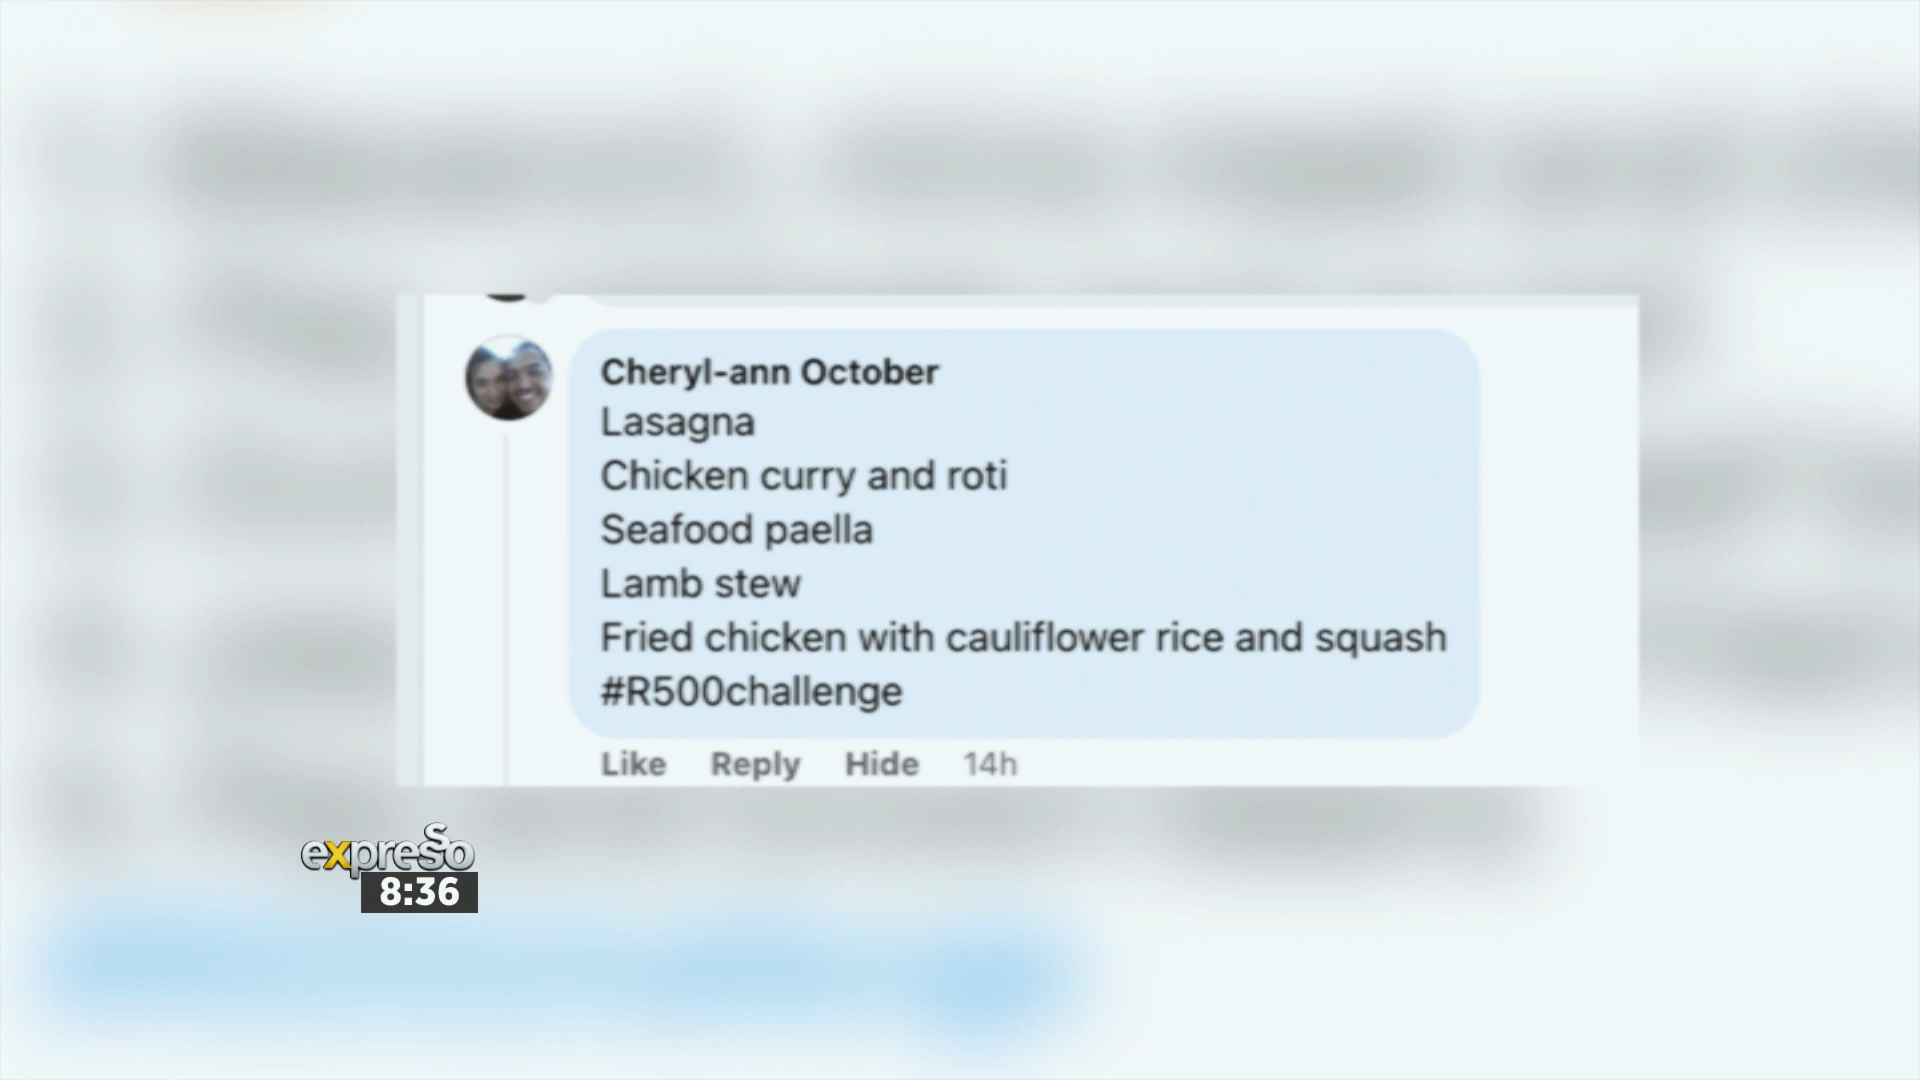 Cheryl-ann October
Lasagna
Chicken curry and roti
Seafood paella
Lamb stew
Fried chicken with cauliflower rice and squash
#R500challenge
Like Reply Hide 14h
expresso
8:36